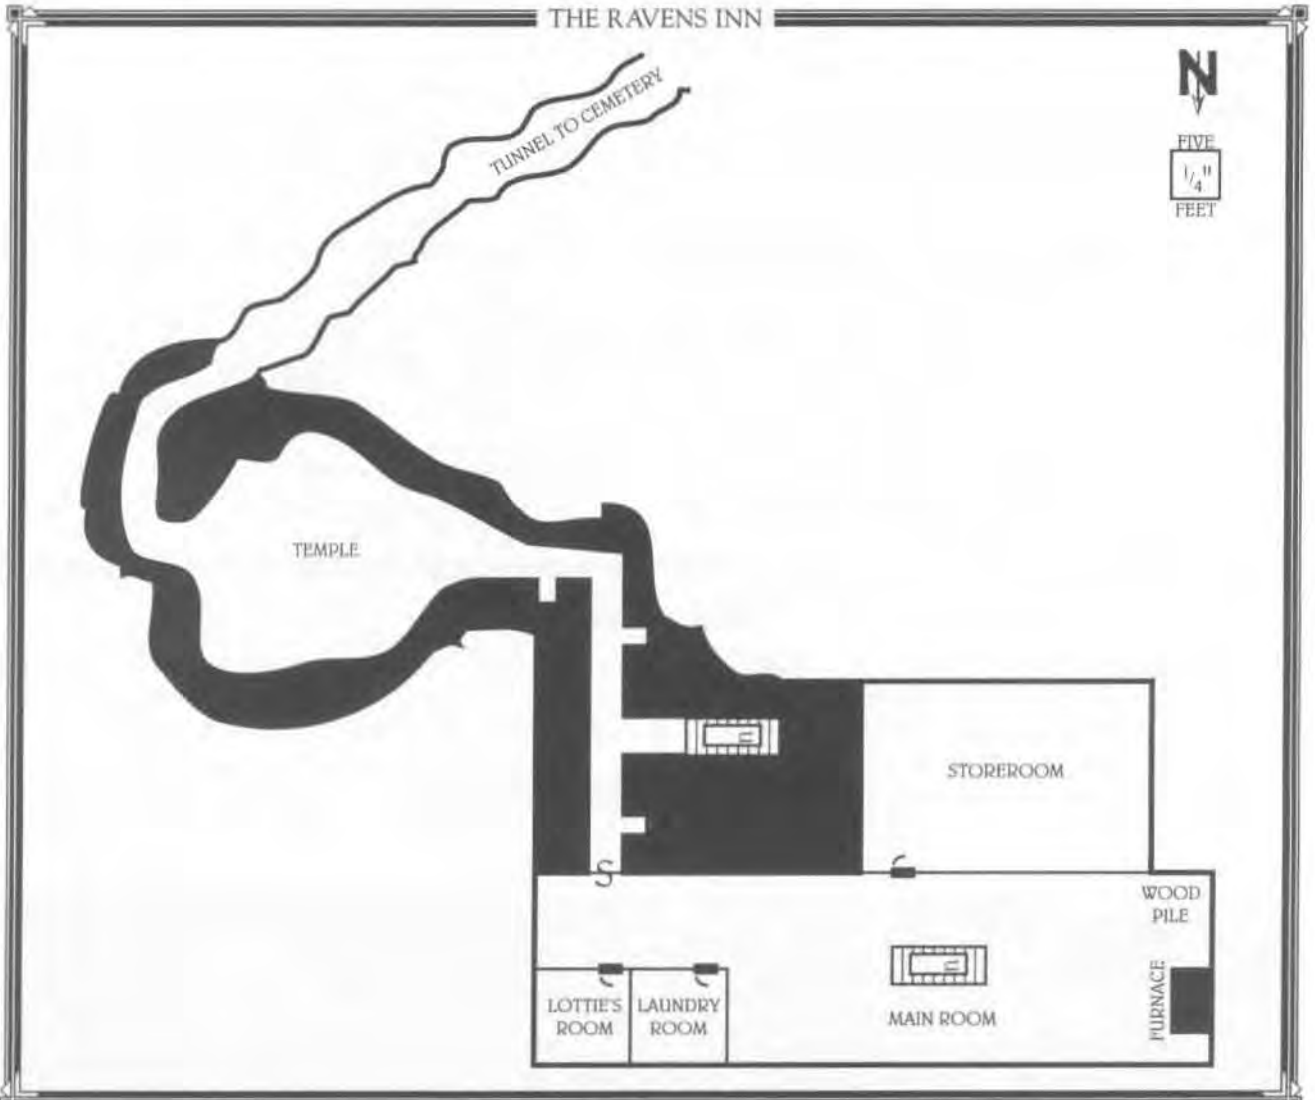 THE RAVENS INN
N
FIVE
1/4"
FEET
TUNNEL TO CEMETERY
TEMPLE
u
STOREROOM
S
WOOD
PILE
u
FURNACE
LOTTIE'S
ROOM
LAUNDRY
ROOM
MAIN ROOM